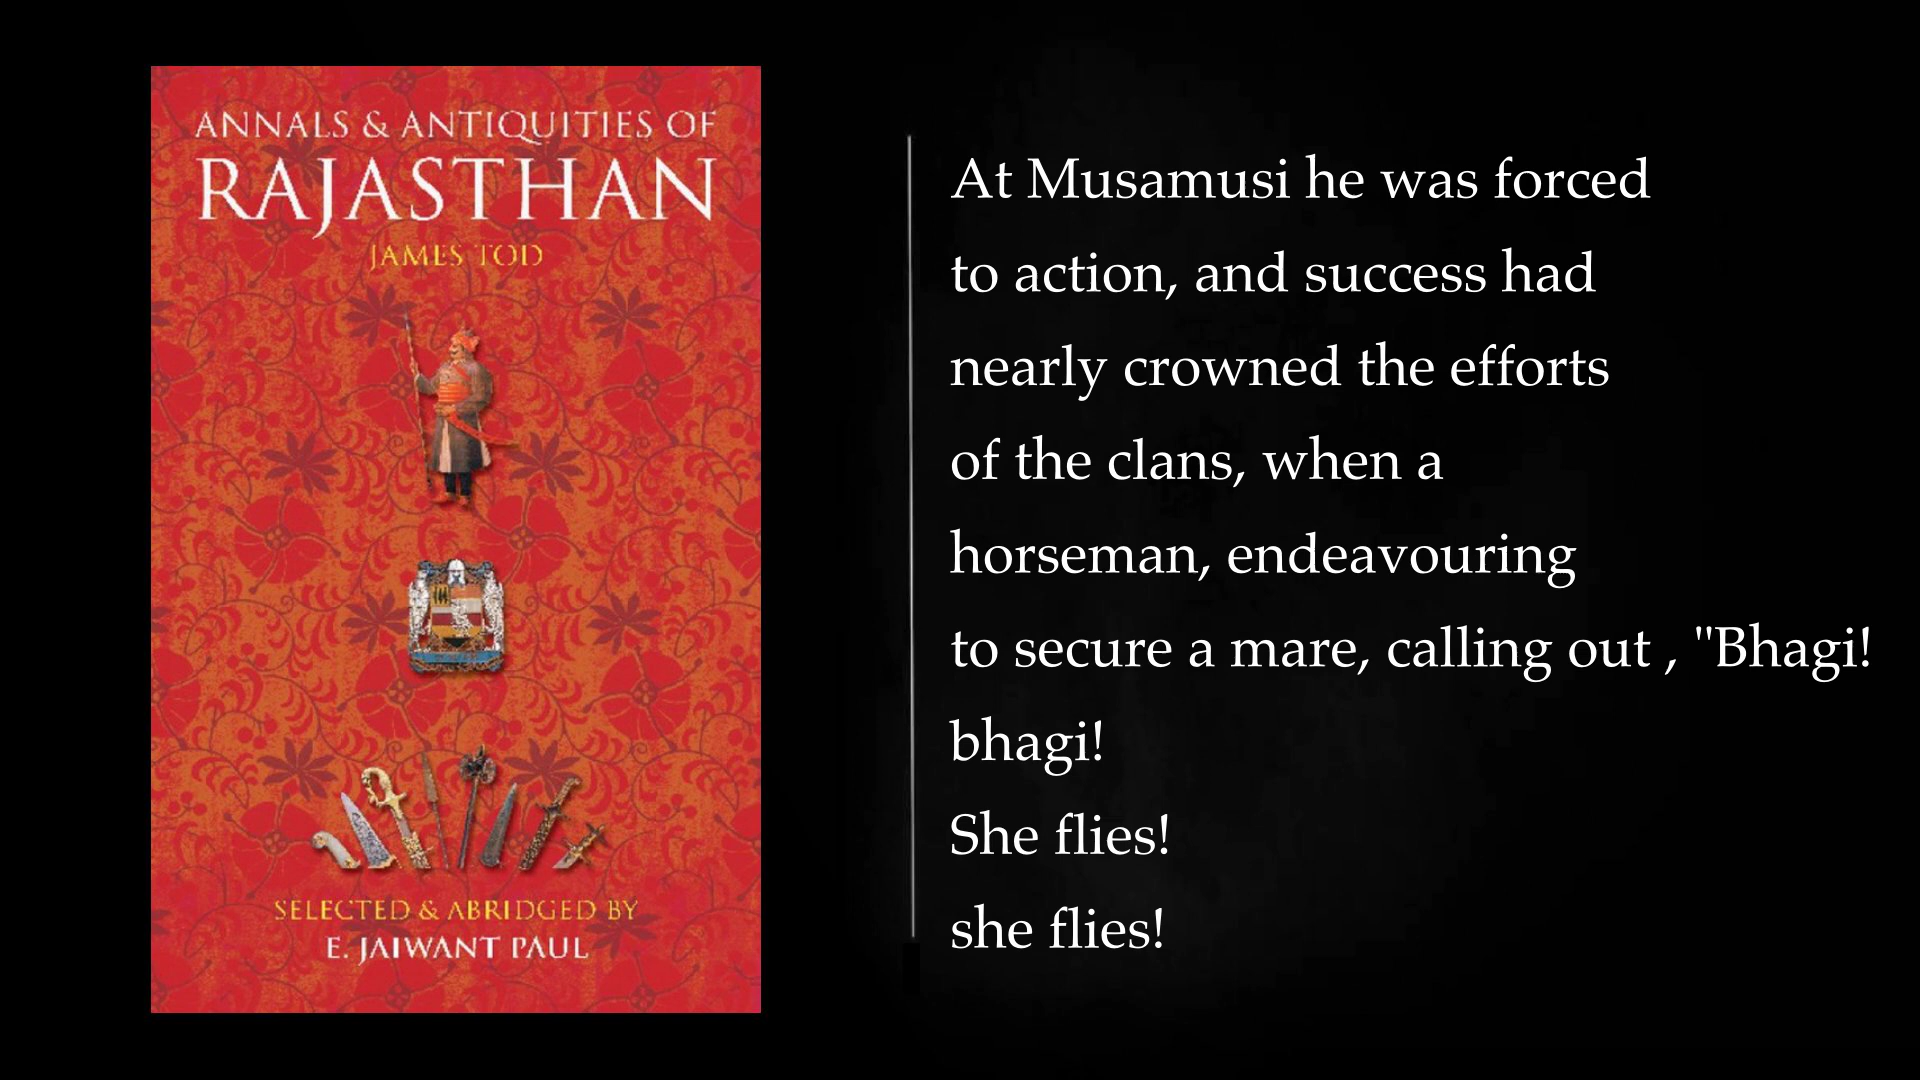 ANNALS & ANTIQUITIES OF
RAJASTHAN
JAMES TOD
SELECTED & ABRIDGED BY
E. JAIWANT PAUL
At Musamusi he was forced
to action, and success had
nearly crowned the efforts
of the clans, when a
horseman, endeavouring
to secure a mare, calling out , "Bhagi!
bhagi!
She flies!
she flies!